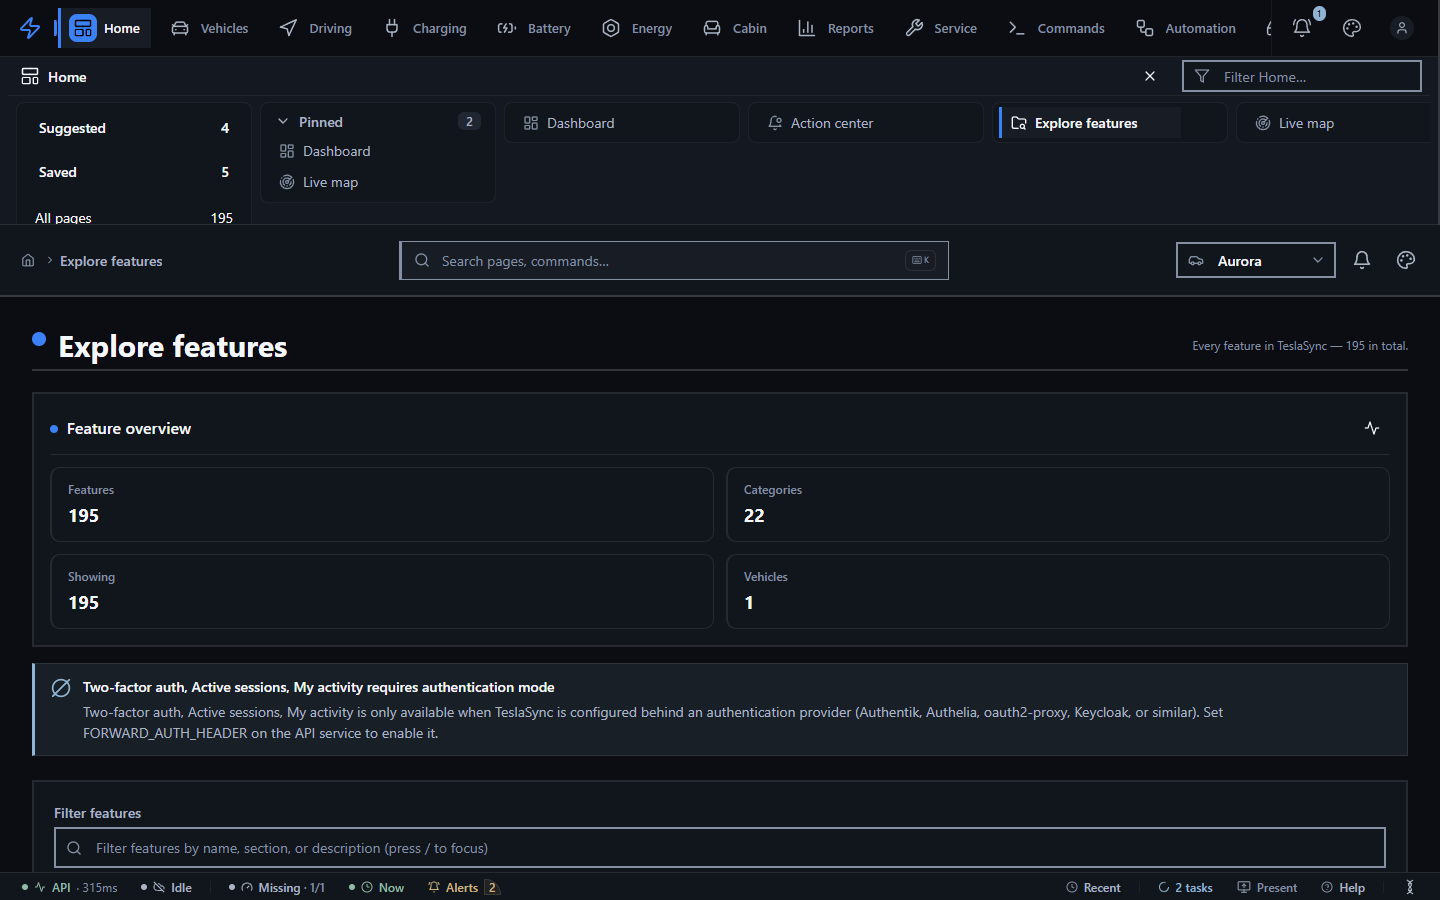 Home
Vehicles
Driving
Charging
Battery
Energy
Cabin
Reports
Service
Commands
Automation
1
Home
Filter Home...
Suggested 4
Saved 5
All pages 195
Pinned 2
Dashboard
Live map
Dashboard
Action center
Explore features
Live map
Explore features
Search pages, commands...
K
Aurora
Explore features
Every feature in TeslaSync — 195 in total.
Feature overview
Features
195
Categories
22
Showing
195
Vehicles
1
Two-factor auth, Active sessions, My activity requires authentication mode
Two-factor auth, Active sessions, My activity is only available when TeslaSync is configured behind an authentication provider (Authentik, Authelia, oauth2-proxy, Keycloak, or similar). Set
FORWARD_AUTH_HEADER on the API service to enable it.
Filter features
Filter features by name, section, or description (press / to focus)
API · 315ms
Idle
Missing · 1/1
Now
Alerts 2
Recent
2 tasks
Present
Help